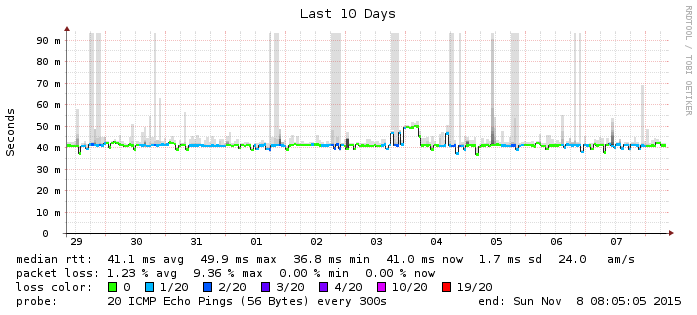 Last 10 Days
RRDTOOL / TOBI OETIKER
Seconds
90 m
80 m
70 m
60 m
50 m
40 m
30 m
20 m
10 m
0
29 30 31 01 02 03 04 05 06 07
median rtt: 41.1 ms avg 49.9 ms max 36.8 ms min 41.0 ms now 1.7 ms sd 24.0 am/s
packet loss: 1.23 % avg 9.36 % max 0.00 % min 0.00 % now
loss color: 0 1/20 2/20 3/20 4/20 10/20 19/20
probe: 20 ICMP Echo Pings (56 Bytes) every 300s end: Sun Nov 8 08:05:05 2015